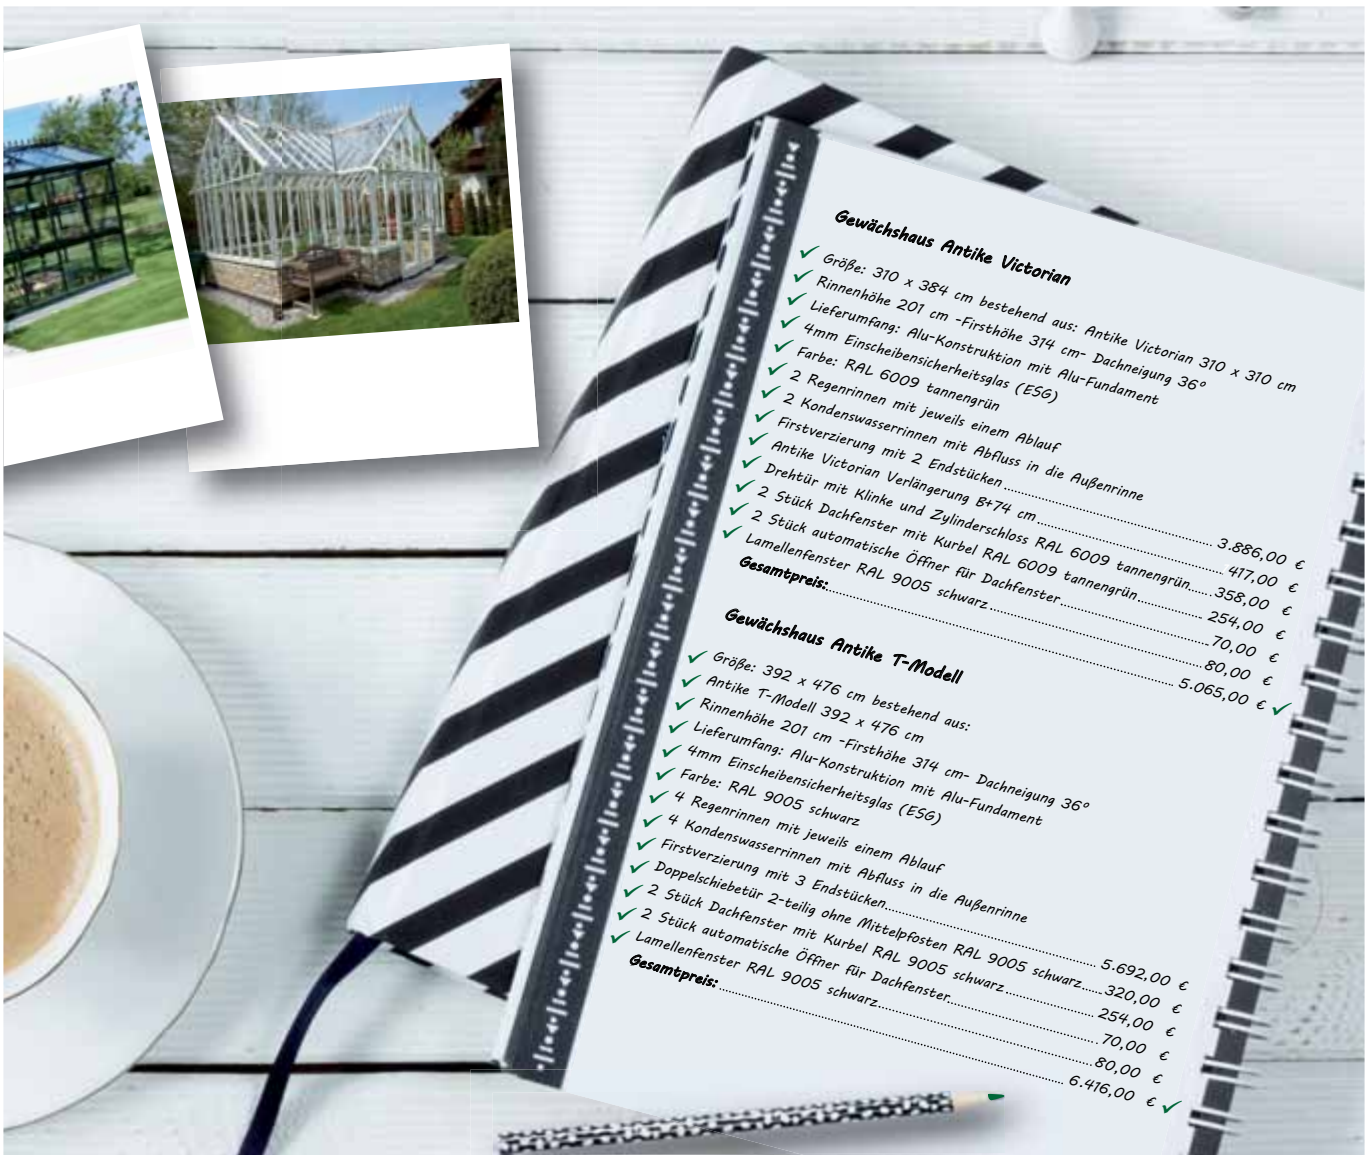 Gewächshaus Antike Victorian
✓ Größe: 310 x 384 cm bestehend aus: Antike Victorian 310 x 310 cm
✓ Rinnenhöhe 201 cm -Firsthöhe 314 cm- Dachneigung 36°
✓ Lieferumfang: Alu-Konstruktion mit Alu-Fundament
✓ 4mm Einscheibensicherheitsglas (ESG)
✓ Farbe: RAL 6009 tannengrün
✓ 2 Regenrinnen mit jeweils einem Ablauf
✓ 2 Kondenswasserrinnen mit Abfluss in die Außenrinne
✓ Firstverzierung mit 2 Endstücken 3.886,00 €
✓ Antike Victorian Verlängerung B+74 cm 417,00 €
✓ Drehtür mit Klinke und Zylinderschloss RAL 6009 tannengrün 358,00 €
✓ 2 Stück Dachfenster mit Kurbel RAL 6009 tannengrün 254,00 €
✓ 2 Stück automatische Öffner für Dachfenster 70,00 €
✓ Lamellenfenster RAL 9005 schwarz 80,00 €
Gesamtpreis: 5.065,00 € ✓
Gewächshaus Antike T-Modell
✓ Größe: 392 x 476 cm bestehend aus:
✓ Antike T-Modell 392 x 476 cm
✓ Rinnenhöhe 201 cm -Firsthöhe 314 cm- Dachneigung 36°
✓ Lieferumfang: Alu-Konstruktion mit Alu-Fundament
✓ 4mm Einscheibensicherheitsglas (ESG)
✓ Farbe: RAL 9005 schwarz
✓ 4 Regenrinnen mit jeweils einem Ablauf
✓ 4 Kondenswasserrinnen mit Abfluss in die Außenrinne
✓ Firstverzierung mit 3 Endstücken 5.692,00 €
✓ Doppelschiebetür 2-teilig ohne Mittelpfosten RAL 9005 schwarz 320,00 €
✓ 2 Stück Dachfenster mit Kurbel RAL 9005 schwarz 254,00 €
✓ 2 Stück automatische Öffner für Dachfenster 70,00 €
✓ Lamellenfenster RAL 9005 schwarz 80,00 €
Gesamtpreis: 6.416,00 € ✓